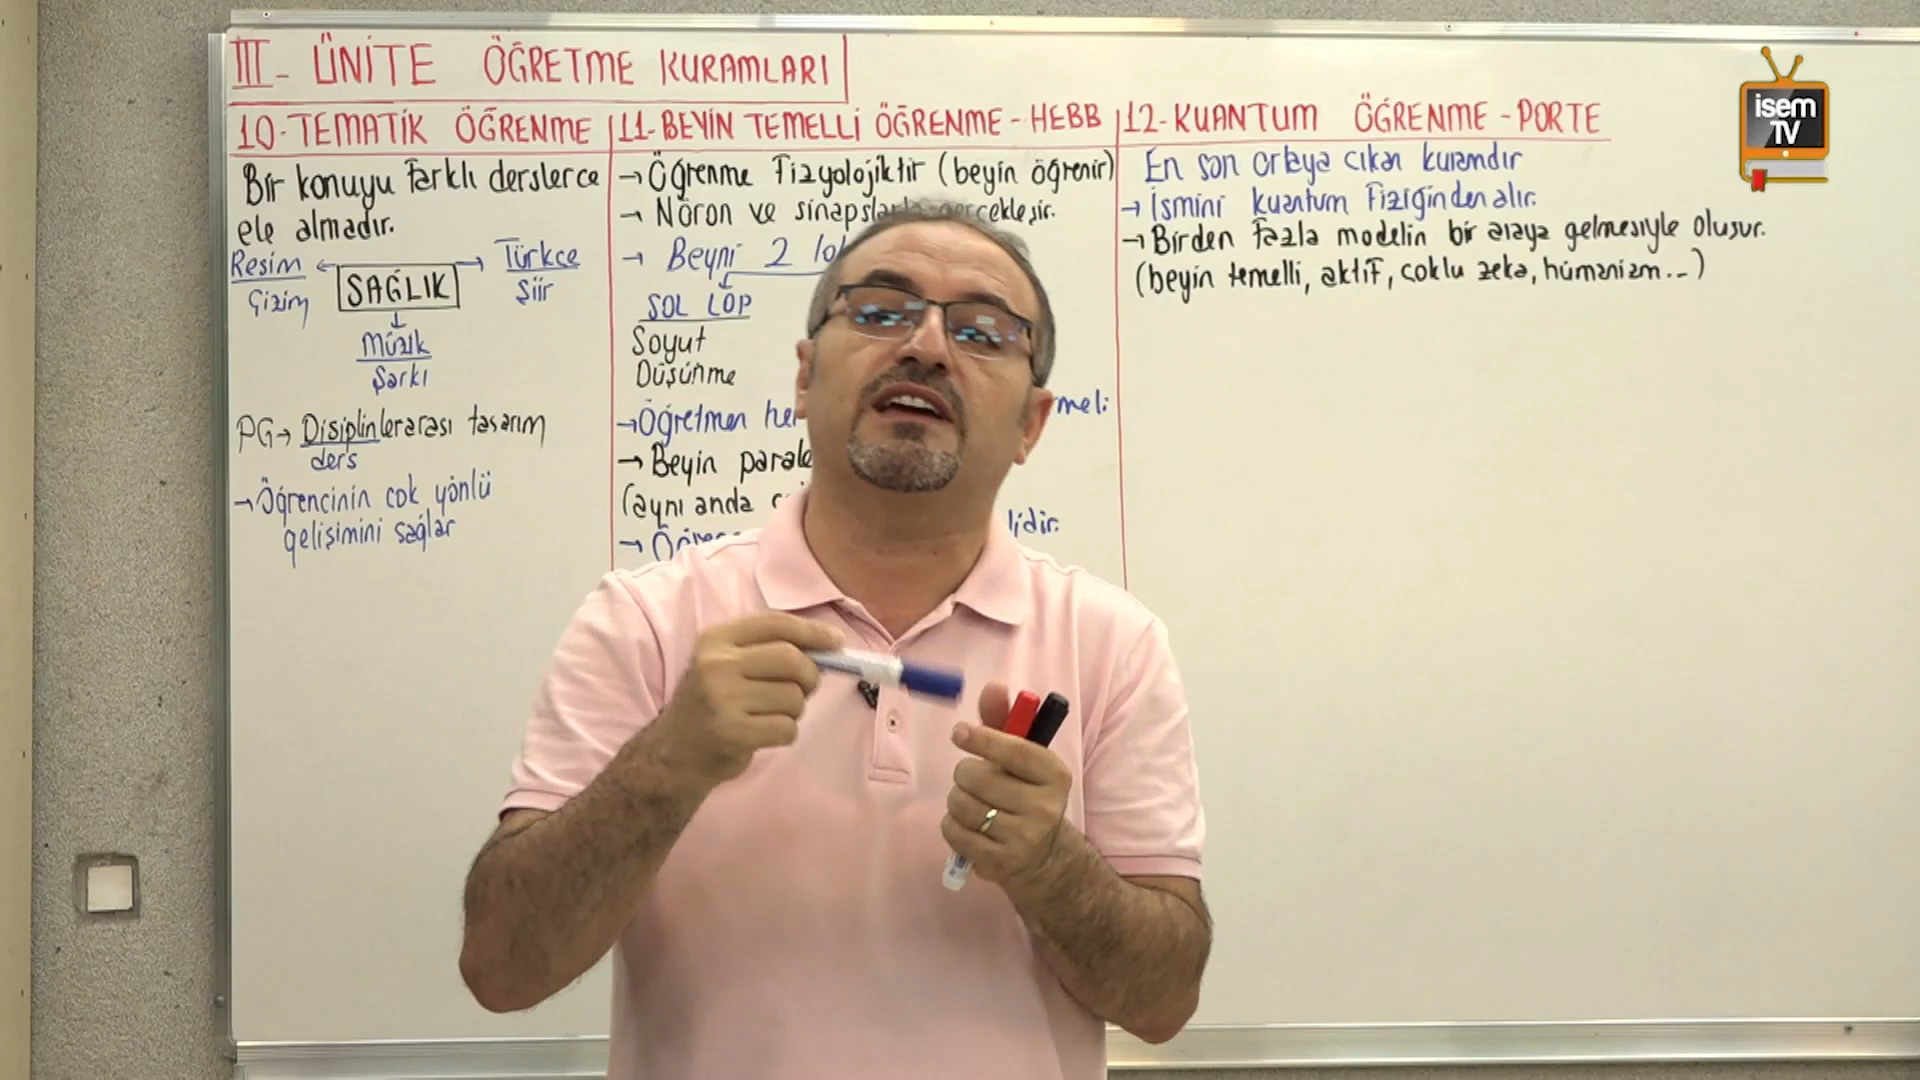 III- ÜNİTE ÖĞRETME KURAMLARI
10-TEMATİK ÖĞRENME
Bir konuyu farklı derslerce
ele almadır.
Resim ← SAĞLIK → Türkçe
Çizim
Şiir
Müzik
Şarkı
PG→ Disiplinlerarası tasarım
ders
→Öğrencinin çok yönlü
gelişimini sağlar
11-BEYİN TEMELLİ ÖĞRENME-HEBB
→Öğrenme Fizyolojiktir (beyin öğrenir)
→ Nöron ve gerçekleşir.
→ Beyni 2
SOL LOP
Soyut
Düşünme
→Öğretmen
→Beyin
(aynı anda
12-KUANTUM ÖĞRENME-PORTE
En son ortaya çıkan kuramdır
→ İsmini kuantum fiziğinden alır.
→Birden fazla modelin bir araya gelmesiyle oluşur.
(beyin temelli, aktif, çoklu zeka, hümanizm...)
isem
TV